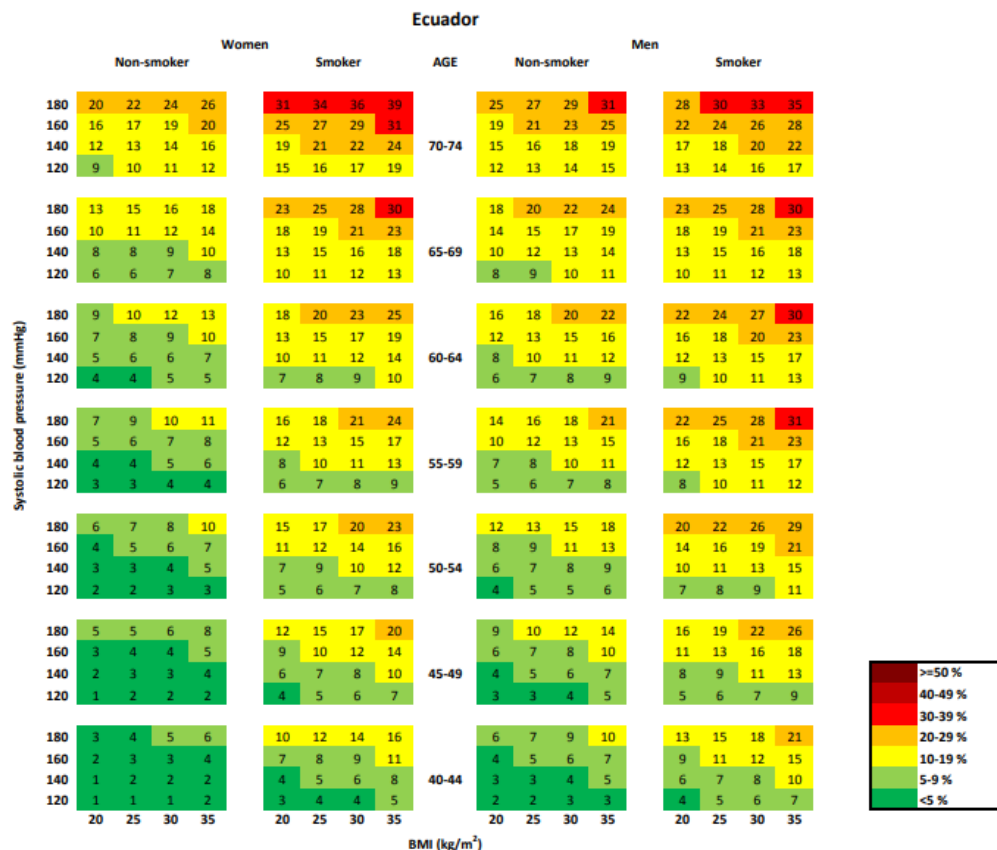 Ecuador
Women Men
Non-smoker Smoker AGE Non-smoker Smoker
180 20 22 24 26 31 34 36 39 25 27 29 31 28 30 33 35
160 16 17 19 20 25 27 29 31 19 21 23 25 22 24 26 28
140 12 13 14 16 19 21 22 24 70-74 15 16 18 19 17 18 20 22
120 9 10 11 12 15 16 17 19 12 13 14 15 13 14 16 17
180 13 15 16 18 23 25 28 30 18 20 22 24 23 25 28 30
160 10 11 12 14 18 19 21 23 14 15 17 19 18 19 21 23
140 8 8 9 10 13 15 16 18 65-69 10 12 13 14 13 15 16 18
120 6 6 7 8 10 11 12 13 8 9 10 11 10 11 12 13
180 9 10 12 13 18 20 23 25 16 18 20 22 22 24 27 30
160 7 8 9 10 13 15 17 19 12 13 15 16 16 18 20 23
140 5 6 6 7 10 11 12 14 60-64 8 10 11 12 12 13 15 17
120 4 4 5 5 7 8 9 10 6 7 8 9 9 10 11 13
180 7 9 10 11 16 18 21 24 14 16 18 21 22 25 28 31
160 5 6 7 8 12 13 15 17 10 12 13 15 16 18 21 23
140 4 4 5 6 8 10 11 13 55-59 7 8 10 11 12 13 15 17
120 3 3 4 4 6 7 8 9 5 6 7 8 8 10 11 12
180 6 7 8 10 15 17 20 23 12 13 15 18 20 22 26 29
160 4 5 6 7 11 12 14 16 8 9 11 13 14 16 19 21
140 3 3 4 5 7 9 10 12 50-54 6 7 8 9 10 11 13 15
120 2 2 3 3 5 6 7 8 4 5 5 6 7 8 9 11
180 5 5 6 8 12 15 17 20 9 10 12 14 16 19 22 26
160 3 4 4 5 9 10 12 14 6 7 8 10 11 13 16 18
140 2 3 3 4 6 7 8 10 45-49 4 5 6 7 8 9 11 13
120 1 2 2 2 4 5 6 7 3 3 4 5 5 6 7 9
180 3 4 5 6 10 12 14 16 6 7 9 10 13 15 18 21
160 2 3 3 4 7 8 9 11 4 5 6 7 9 11 12 15
140 1 2 2 2 4 5 6 8 40-44 3 3 4 5 6 7 8 10
120 1 1 1 2 3 4 4 5 2 2 3 3 4 5 6 7
20 25 30 35 20 25 30 35 20 25 30 35 20 25 30 35
BMI (kg/m²)
Systolic blood pressure (mmHg)
>=50 %
40-49 %
30-39 %
20-29 %
10-19 %
5-9 %
<5 %